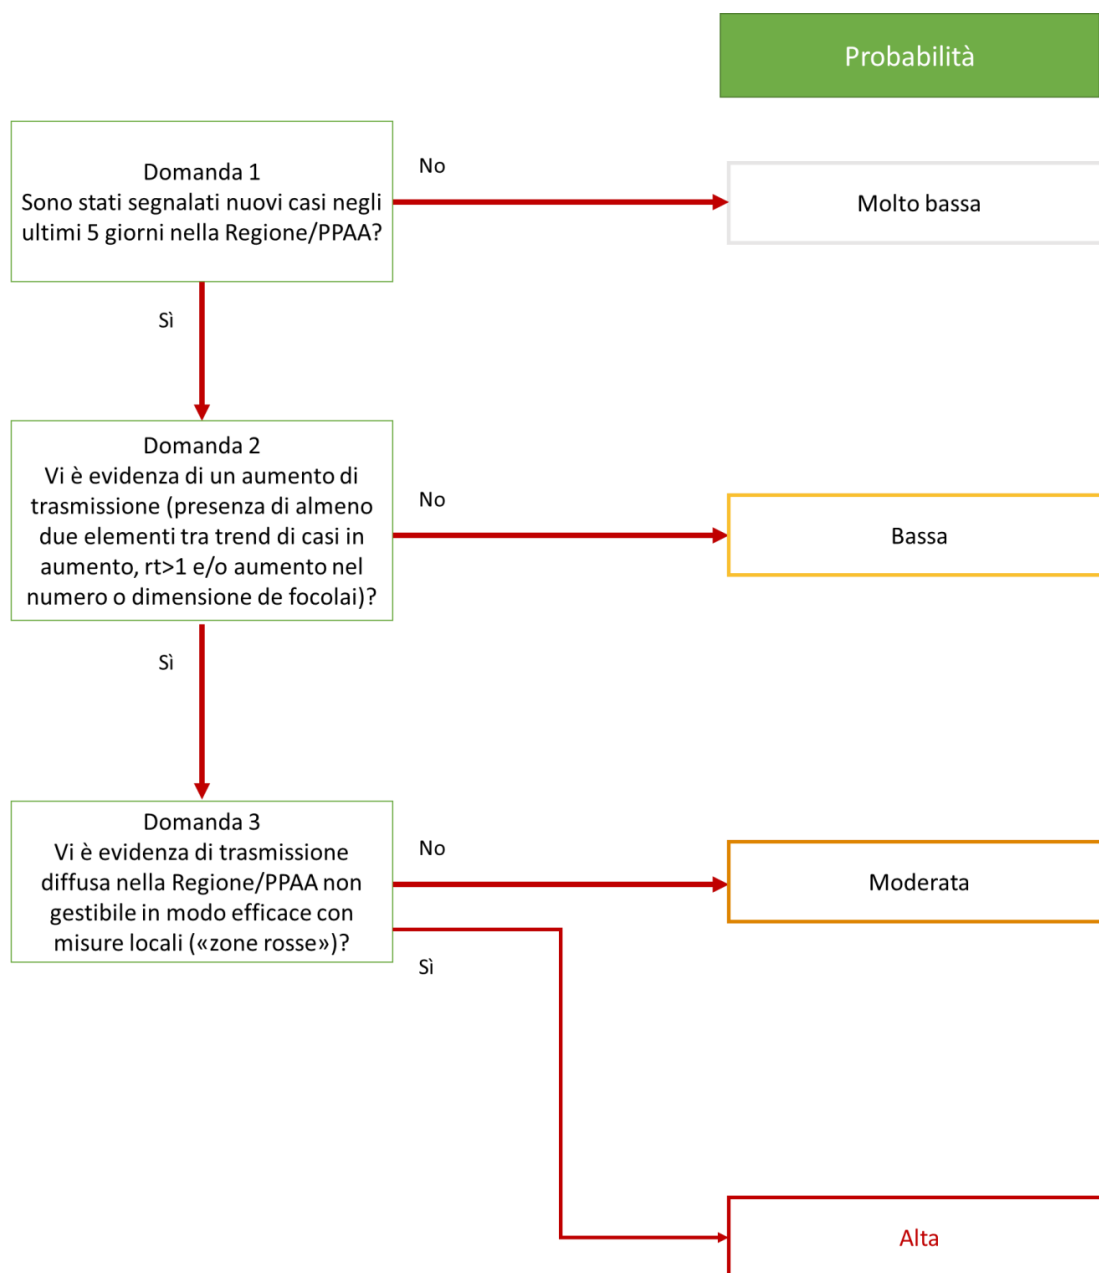 Probabilità
Domanda 1
Sono stati segnalati nuovi casi negli
ultimi 5 giorni nella Regione/PPAA?
No
Molto bassa
Sì
Domanda 2
Vi è evidenza di un aumento di
trasmissione (presenza di almeno
due elementi tra trend di casi in
aumento, rt>1 e/o aumento nel
numero o dimensione de focolai)?
No
Bassa
Sì
Domanda 3
Vi è evidenza di trasmissione
diffusa nella Regione/PPAA non
gestibile in modo efficace con
misure locali («zone rosse»)?
No
Moderata
Sì
Alta